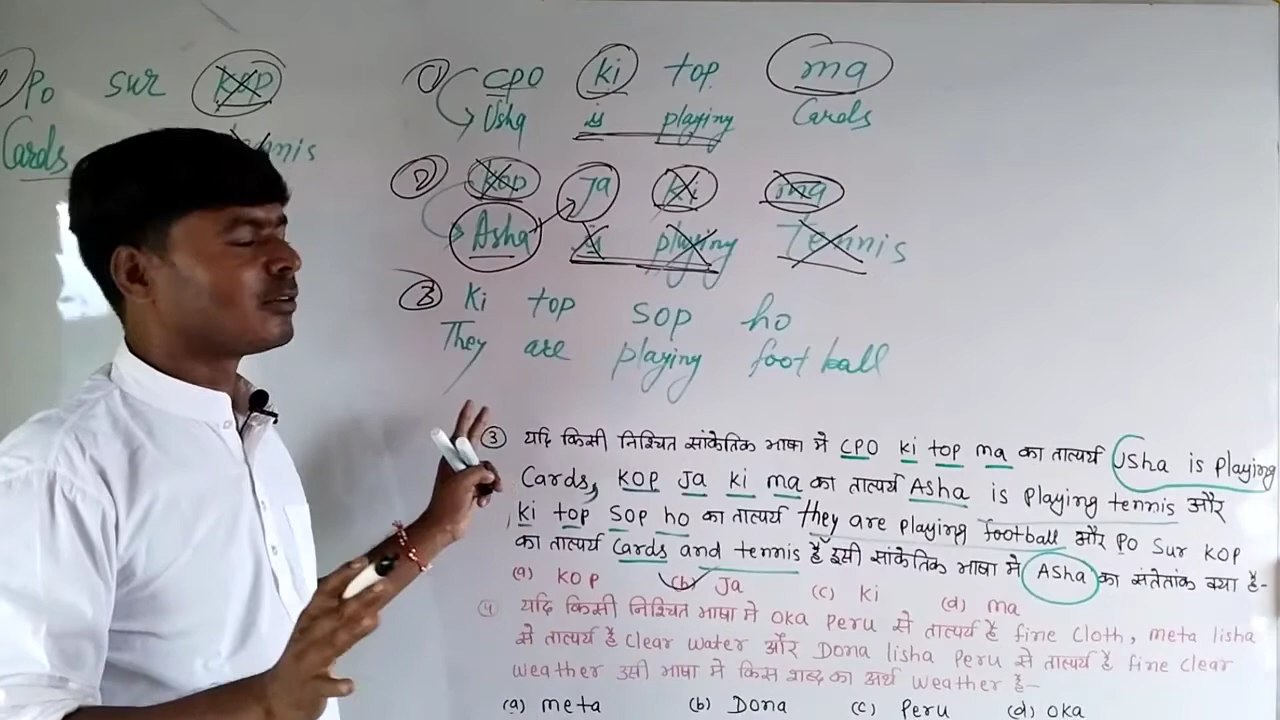 Po sur Kop
Cards Tennis
① CPO Ki top ma
Usha is playing Cards
② Kop Ja Ki ma
Asha is playing Tennis
③ Ki top sop ho
They are playing football
③ यदि किसी निश्चित सांकेतिक भाषा में CPO ki top ma का तात्पर्य Usha is Playing
Cards, KOP Ja ki ma का तात्पर्य Asha is Playing tennis और
Ki top Sop ho का तात्पर्य they are Playing football और Po Sur KOP
का तात्पर्य Cards and tennis है इसी सांकेतिक भाषा में Asha का संतेतांक क्या है-
(a) KOP (b) Ja (c) Ki (d) ma
④ यदि किसी निश्चित भाषा मे Oka Peru से तात्पर्य है fine Cloth, meta lisha
से तात्पर्य है Clear water और Dona lisha Peru से तात्पर्य है fine clear
weather उसी भाषा में किस शब्द का अर्थ weather है-
(a) meta (b) Dona (c) Peru (d) Oka